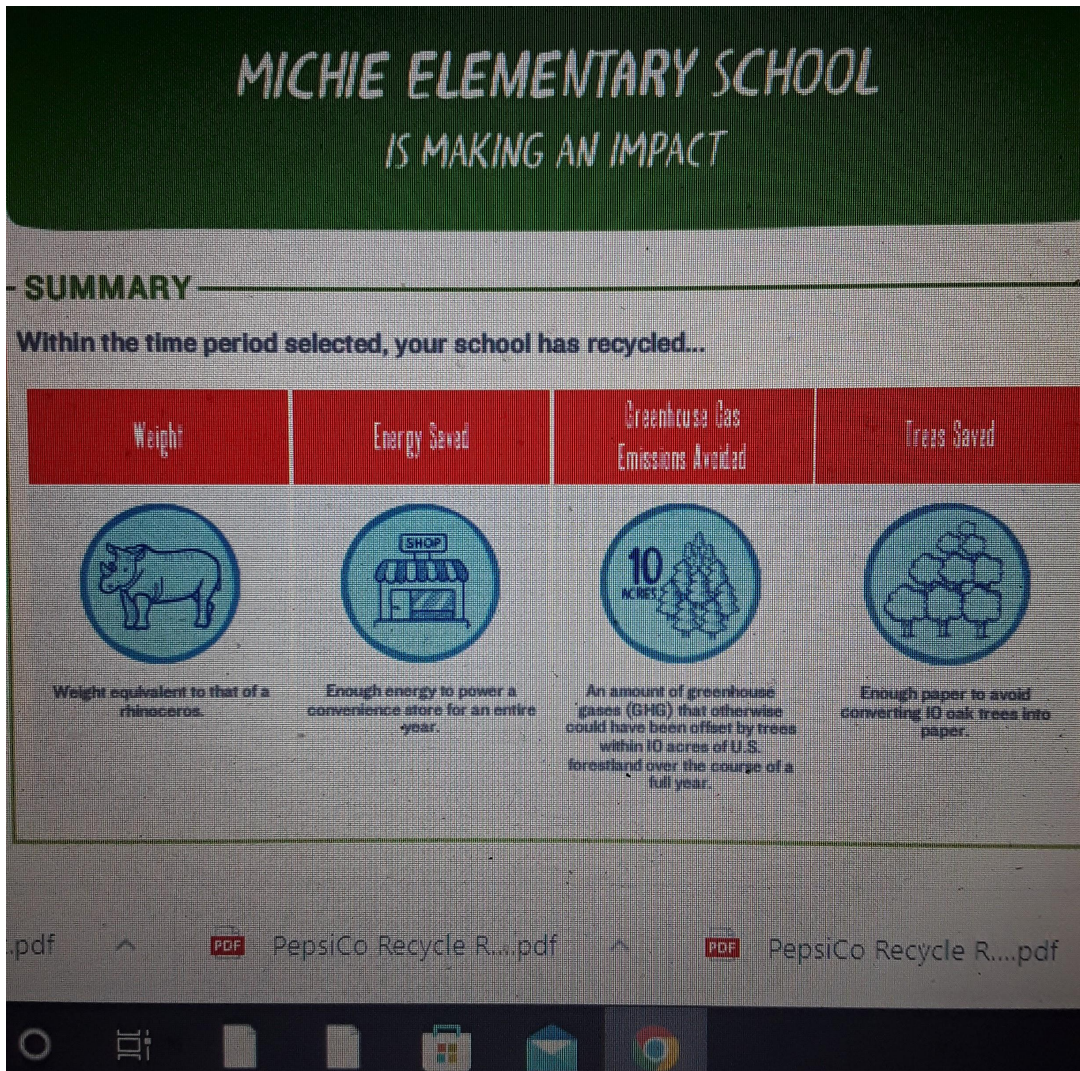 MICHIE ELEMENTARY SCHOOL
IS MAKING AN IMPACT
SUMMARY
Within the time period selected, your school has recycled...
Weight
Energy Saved
Greenhouse Gas
Emissions Avoided
Trees Saved
SHOP
10
ACRES
Weight equivalent to that of a
rhinoceros.
Enough energy to power a
convenience store for an entire
year.
An amount of greenhouse
gases (GHG) that otherwise
could have been offset by trees
within 10 acres of U.S.
forestland over the course of a
full year.
Enough paper to avoid
converting 10 oak trees into
paper.
.pdf
PDF PepsiCo Recycle R....pdf
PDF PepsiCo Recycle R....pdf